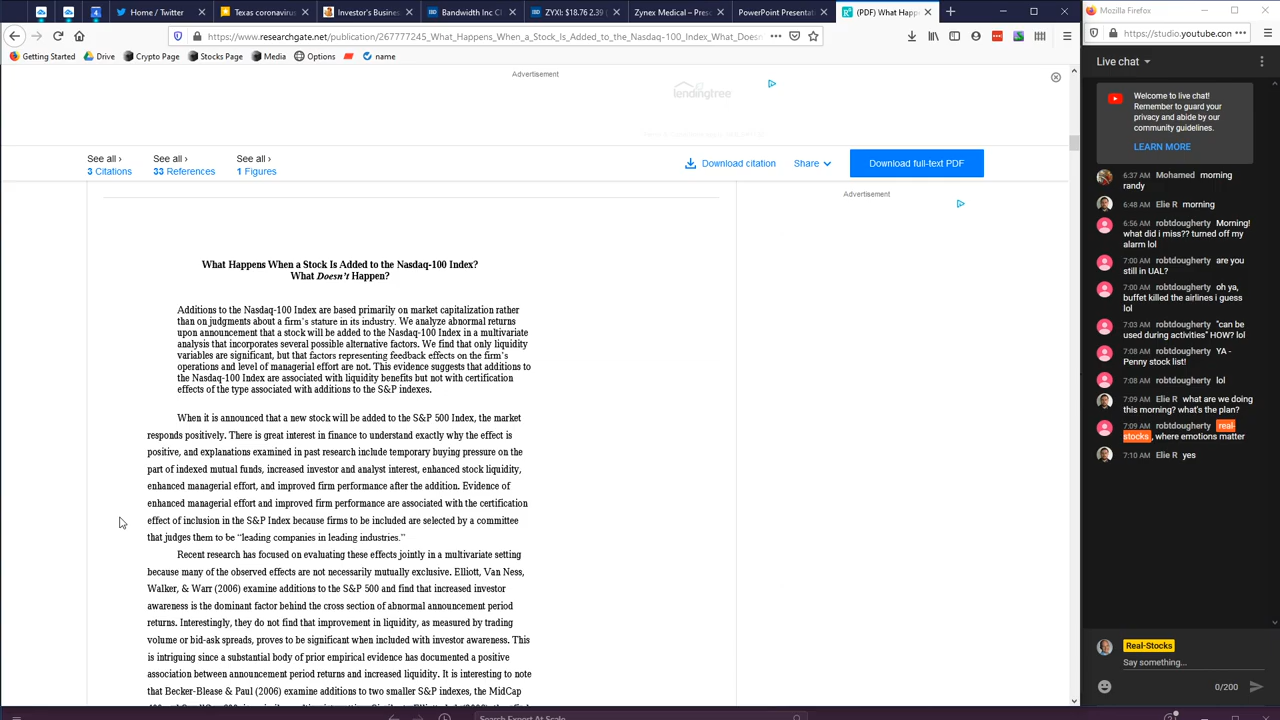 Home / Twitter
Texas coronavirus
Investor's Busines
Bandwidth Inc Cl
ZYXI: $18.76 2.39
Zynex Medical – Prese
PowerPoint Presentati
(PDF) What Happ
https://www.researchgate.net/publication/267777245_What_Happens_When_a_Stock_Is_Added_to_the_Nasdaq-100_Index_What_Doesn
Getting Started
Drive
Crypto Page
Stocks Page
Media
Options
name
Advertisement
lendingtree
See all ›
3 Citations
See all ›
33 References
See all ›
1 Figures
Download citation
Share
Download full-text PDF
Advertisement
What Happens When a Stock Is Added to the Nasdaq-100 Index?
What Doesn't Happen?
Additions to the Nasdaq-100 Index are based primarily on market capitalization rather
than on judgments about a firm's stature in its industry. We analyze abnormal returns
upon announcement that a stock will be added to the Nasdaq-100 Index in a multivariate
analysis that incorporates several possible alternative factors. We find that only liquidity
variables are significant, but that factors representing feedback effects on the firm's
operations and level of managerial effort are not. This evidence suggests that additions to
the Nasdaq-100 Index are associated with liquidity benefits but not with certification
effects of the type associated with additions to the S&P indexes.
When it is announced that a new stock will be added to the S&P 500 Index, the market
responds positively. There is great interest in finance to understand exactly why the effect is
positive, and explanations examined in past research include temporary buying pressure on the
part of indexed mutual funds, increased investor and analyst interest, enhanced stock liquidity,
enhanced managerial effort, and improved firm performance after the addition. Evidence of
enhanced managerial effort and improved firm performance are associated with the certification
effect of inclusion in the S&P Index because firms to be included are selected by a committee
that judges them to be “leading companies in leading industries.”
Recent research has focused on evaluating these effects jointly in a multivariate setting
because many of the observed effects are not necessarily mutually exclusive. Elliott, Van Ness,
Walker, & Warr (2006) examine additions to the S&P 500 and find that increased investor
awareness is the dominant factor behind the cross section of abnormal announcement period
returns. Interestingly, they do not find that improvement in liquidity, as measured by trading
volume or bid-ask spreads, proves to be significant when included with investor awareness. This
is intriguing since a substantial body of prior empirical evidence has documented a positive
association between announcement period returns and increased liquidity. It is interesting to note
that Becker-Blease & Paul (2006) examine additions to two smaller S&P indexes, the MidCap
Search Expert At Scale
Mozilla Firefox
https://studio.youtube.con
Live chat
Welcome to live chat!
Remember to guard your
privacy and abide by our
community guidelines.
LEARN MORE
6:37 AM Mohamed morning
randy
6:48 AM Elie R morning
6:56 AM robtdougherty Morning!
what did i miss?? turned off my
alarm lol
7:00 AM robtdougherty are you
still in UAL?
7:00 AM robtdougherty oh ya,
buffet killed the airlines i guess
lol
7:03 AM robtdougherty "can be
used during activities" HOW? lol
7:08 AM robtdougherty YA -
Penny stock list!
7:08 AM robtdougherty lol
7:09 AM Elie R what are we doing
this morning? what's the plan?
7:09 AM robtdougherty real-
stocks, where emotions matter
7:10 AM Elie R yes
Real-Stocks
Say something...
0/200